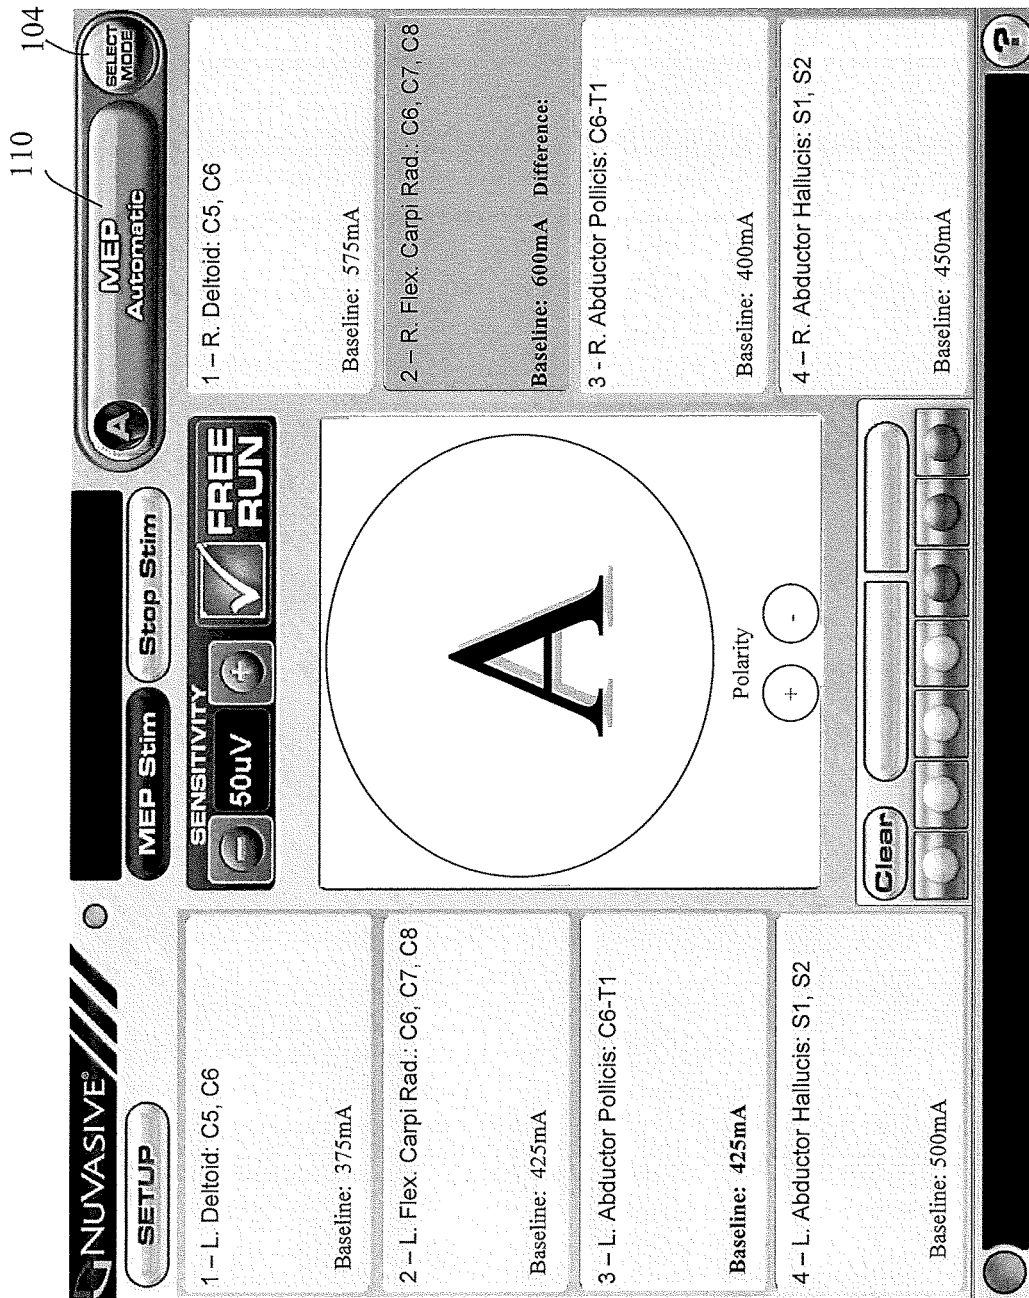 110
104
NUVASIVE®
MEP Stim
Stop Stim
A
MEP
Automatic
SELECT
MODE
SETUP
SENSITIVITY
50uV
FREE
RUN
1 – L. Deltoid: C5, C6
Baseline: 375mA
2 – L. Flex. Carpi Rad.: C6, C7, C8
Baseline: 425mA
3 – L. Abductor Pollicis: C6-T1
Baseline: 425mA
4 – L. Abductor Hallucis: S1, S2
Baseline: 500mA
A
Polarity
+ -
Clear
1 – R. Deltoid: C5, C6
Baseline: 575mA
2 – R. Flex. Carpi Rad.: C6, C7, C8
Baseline: 600mA Difference:
3 - R. Abductor Pollicis: C6-T1
Baseline: 400mA
4 – R. Abductor Hallucis: S1, S2
Baseline: 450mA
?